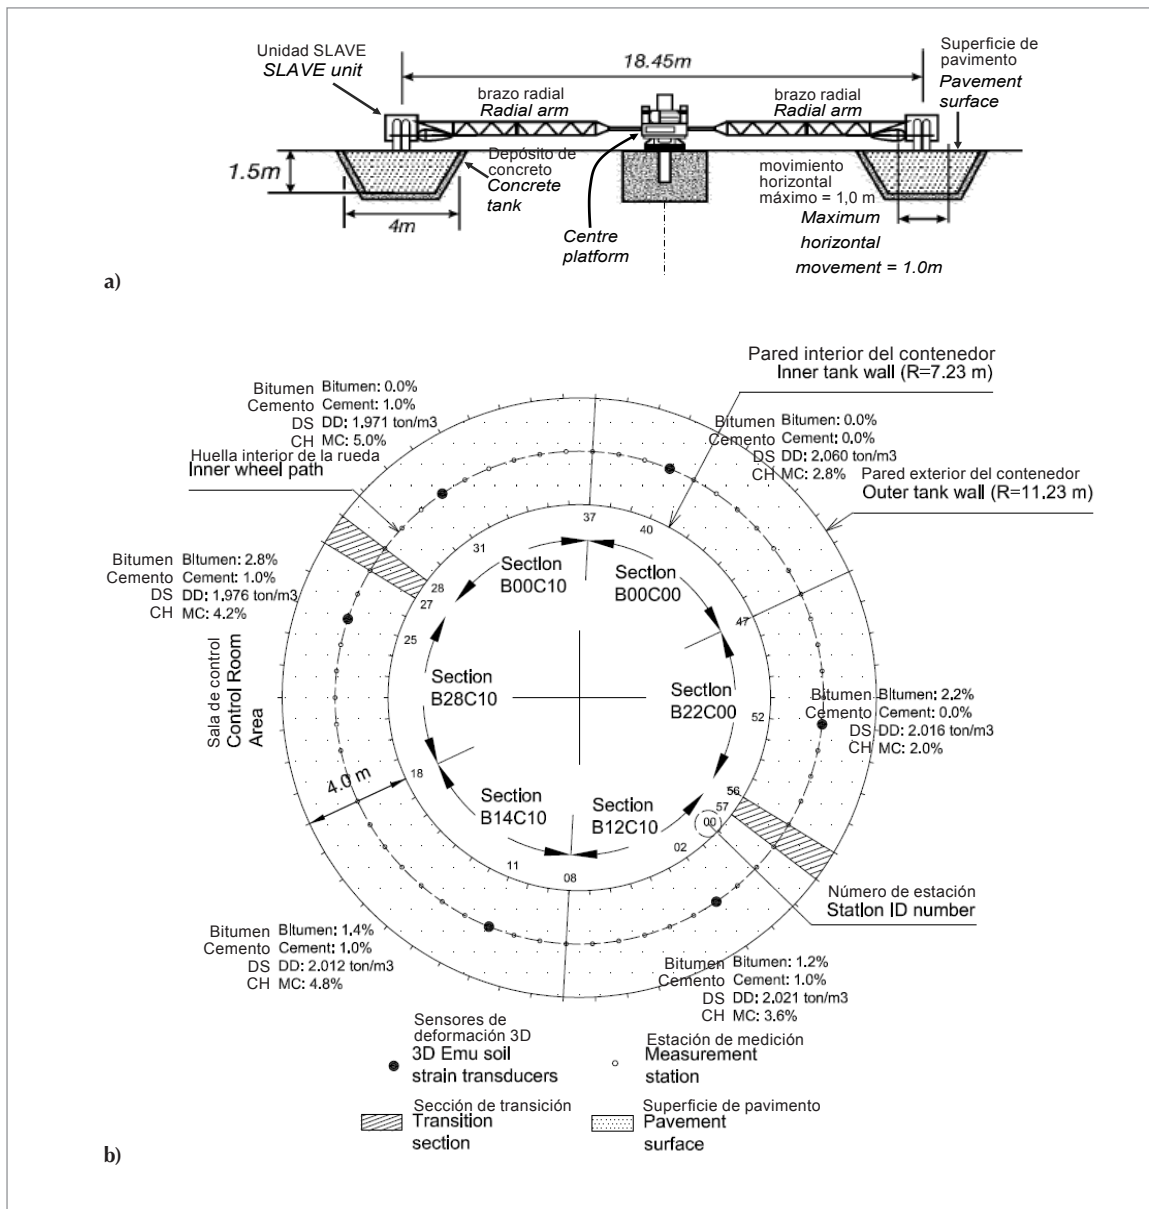 Unidad SLAVE
SLAVE unit
18.45m
Superficie de
pavimento
Pavement
surface
brazo radial
Radial arm
brazo radial
Radial arm
1.5m
Depósito de
concreto
Concrete
tank
4m
Centre
platform
movimiento
horizontal
máximo = 1,0 m
Maximum
horizontal
movement = 1.0m
a)
Pared interior del contenedor
Inner tank wall (R=7.23 m)
Bitumen Bitumen: 0.0%
Cemento Cement: 1.0%
DS DD: 1.971 ton/m3
CH MC: 5.0%
Huella interior de la rueda
Inner wheel path
Bitumen Bitumen: 0.0%
Cemento Cement: 0.0%
DS DD: 2.060 ton/m3
CH MC: 2.8%
Pared exterior del contenedor
Outer tank wall (R=11.23 m)
37
40
31
28
27
25
47
52
18
56
57
00
02
11
08
Section
B00C10
Section
B00C00
Bitumen Bitumen: 2.8%
Cemento Cement: 1.0%
DS DD: 1.976 ton/m3
CH MC: 4.2%
Sala de control
Control Room
Area
Section
B28C10
Section
B22C00
Bitumen Bitumen: 2.2%
Cemento Cement: 0.0%
DS DD: 2.016 ton/m3
CH MC: 2.0%
4.0 m
Section
B14C10
Section
B12C10
Número de estación
Station ID number
Bitumen Bitumen: 1.4%
Cemento Cement: 1.0%
DS DD: 2.012 ton/m3
CH MC: 4.8%
Bitumen Bitumen: 1.2%
Cemento Cement: 1.0%
DS DD: 2.021 ton/m3
CH MC: 3.6%
Sensores de
deformación 3D
3D Emu soil
strain transducers
Estación de medición
Measurement
station
Sección de transición
Transition
section
Superficie de pavimento
Pavement
surface
b)